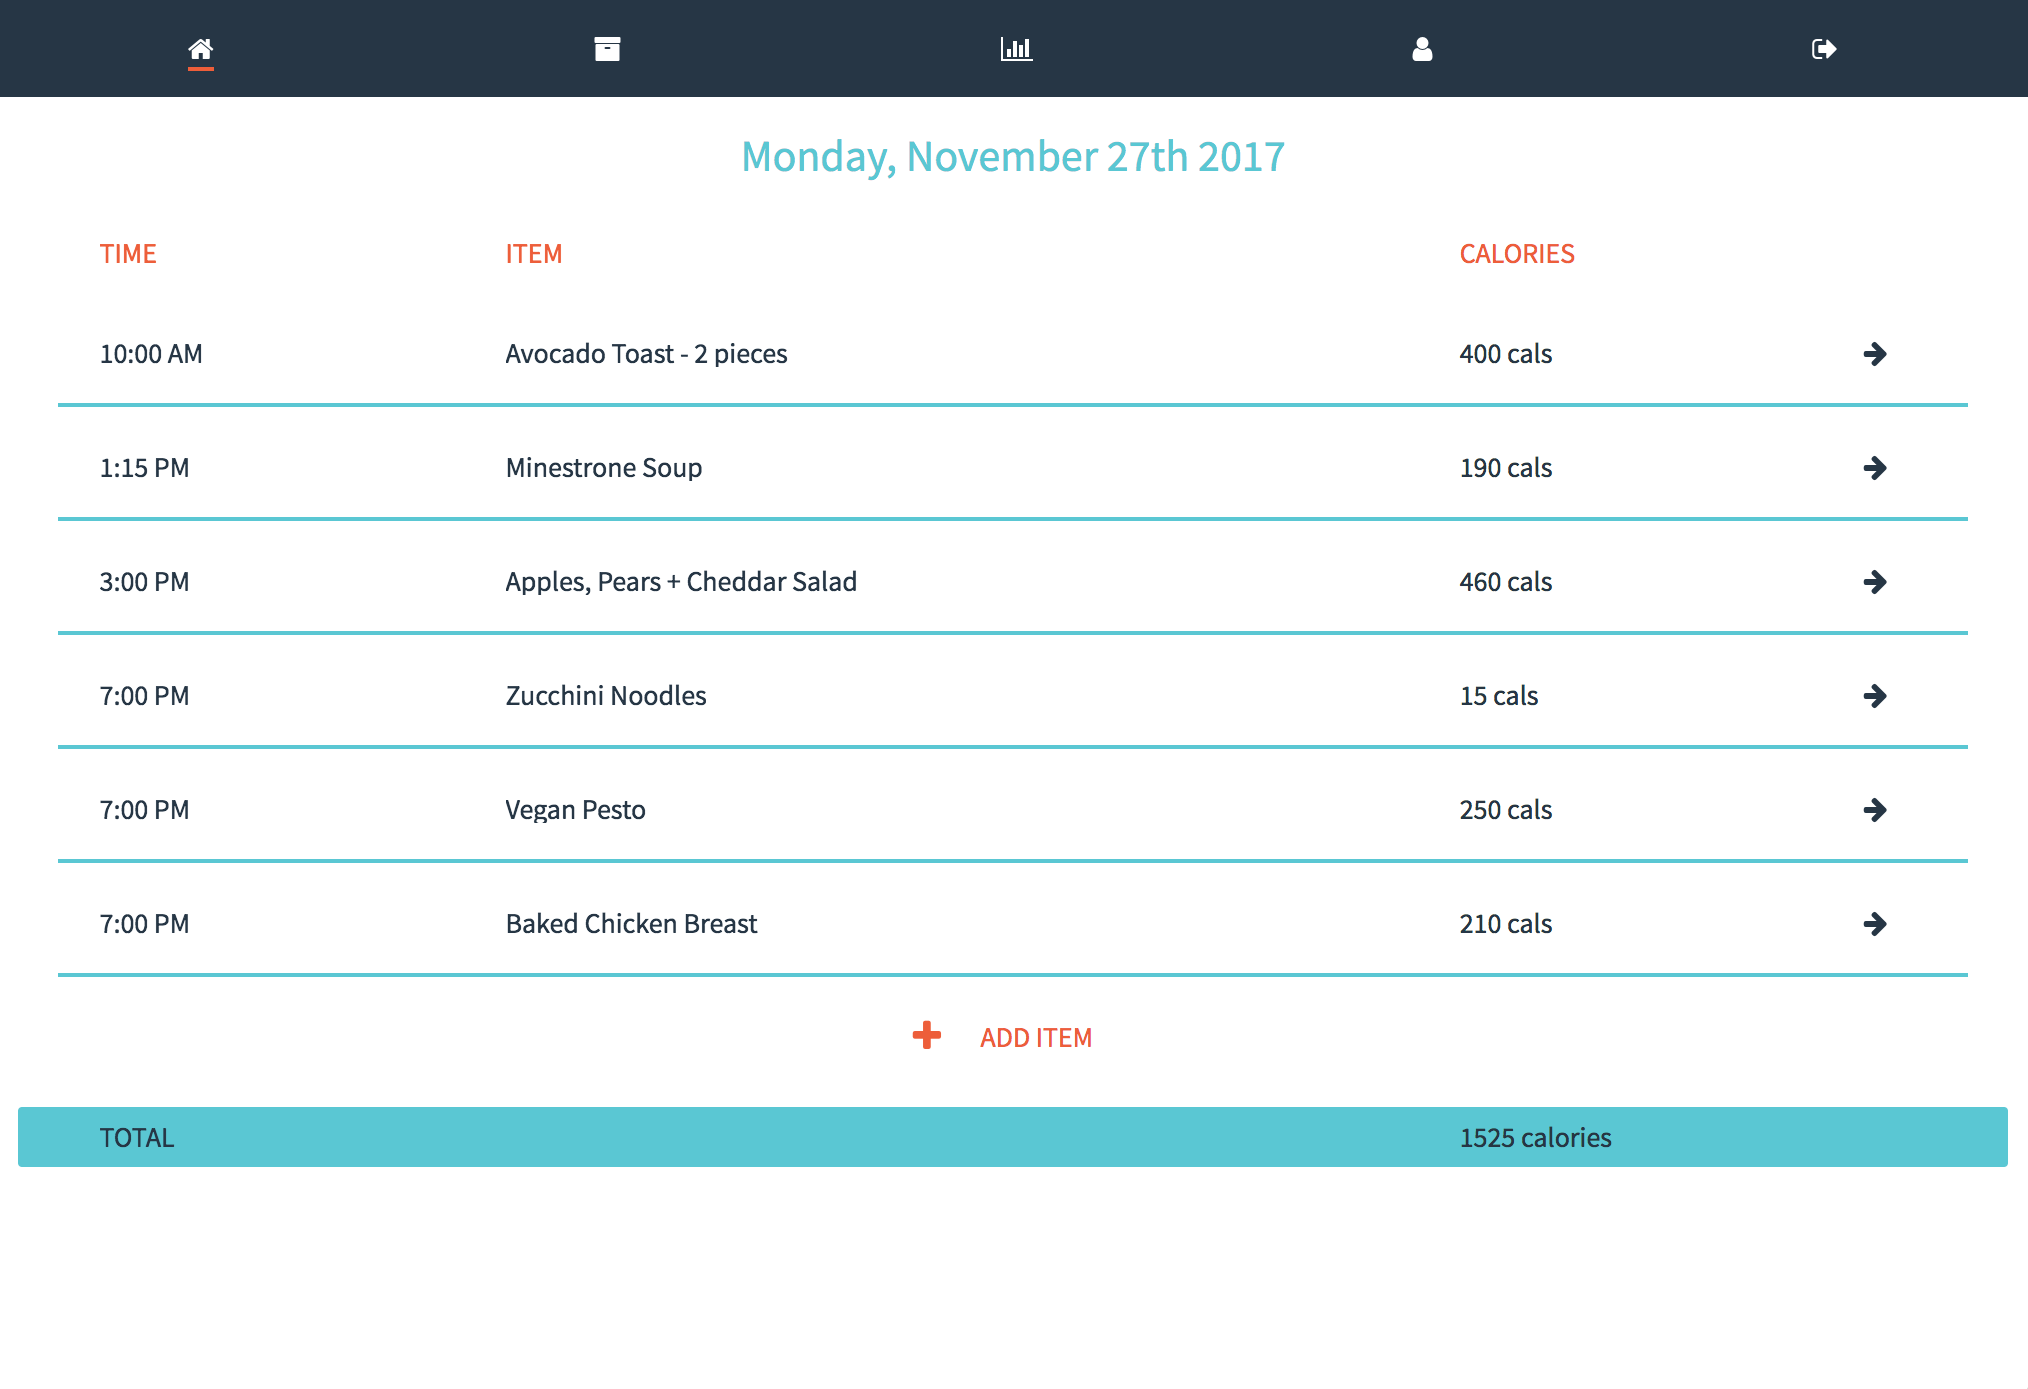 Monday, November 27th 2017
TIME ITEM CALORIES
10:00 AM Avocado Toast - 2 pieces 400 cals
1:15 PM Minestrone Soup 190 cals
3:00 PM Apples, Pears + Cheddar Salad 460 cals
7:00 PM Zucchini Noodles 15 cals
7:00 PM Vegan Pesto 250 cals
7:00 PM Baked Chicken Breast 210 cals
ADD ITEM
TOTAL 1525 calories